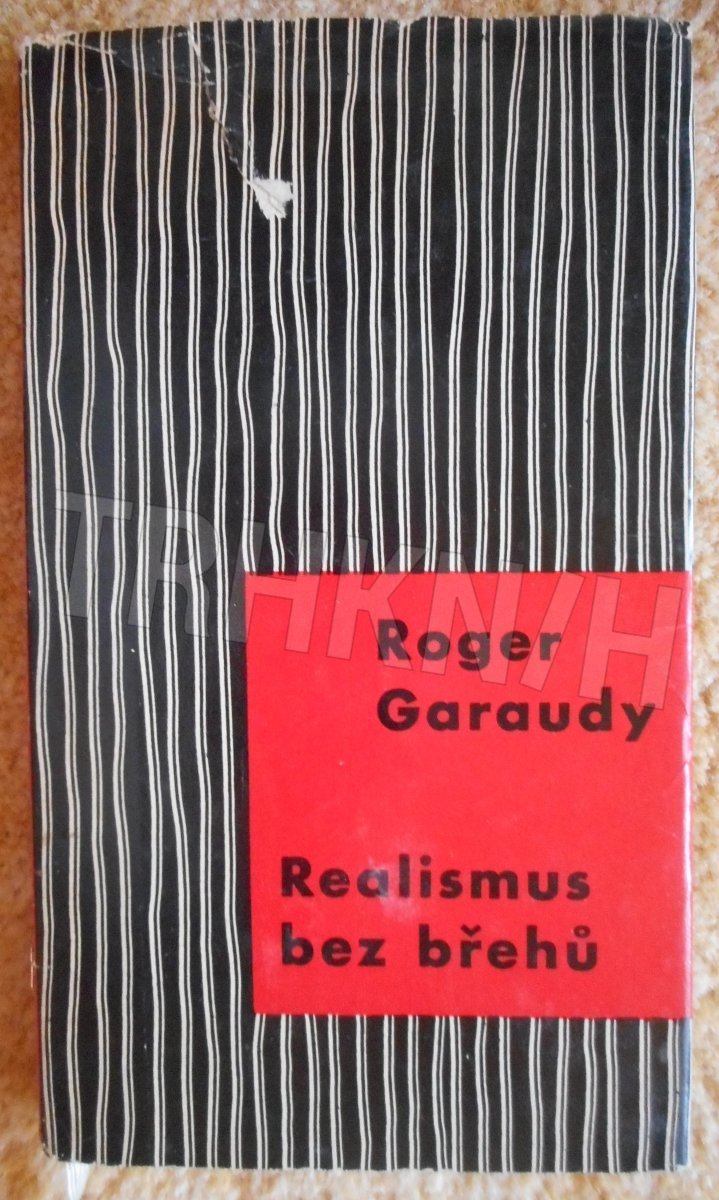 TRHKNIH
Roger
Garaudy
Realismus
bez břehů